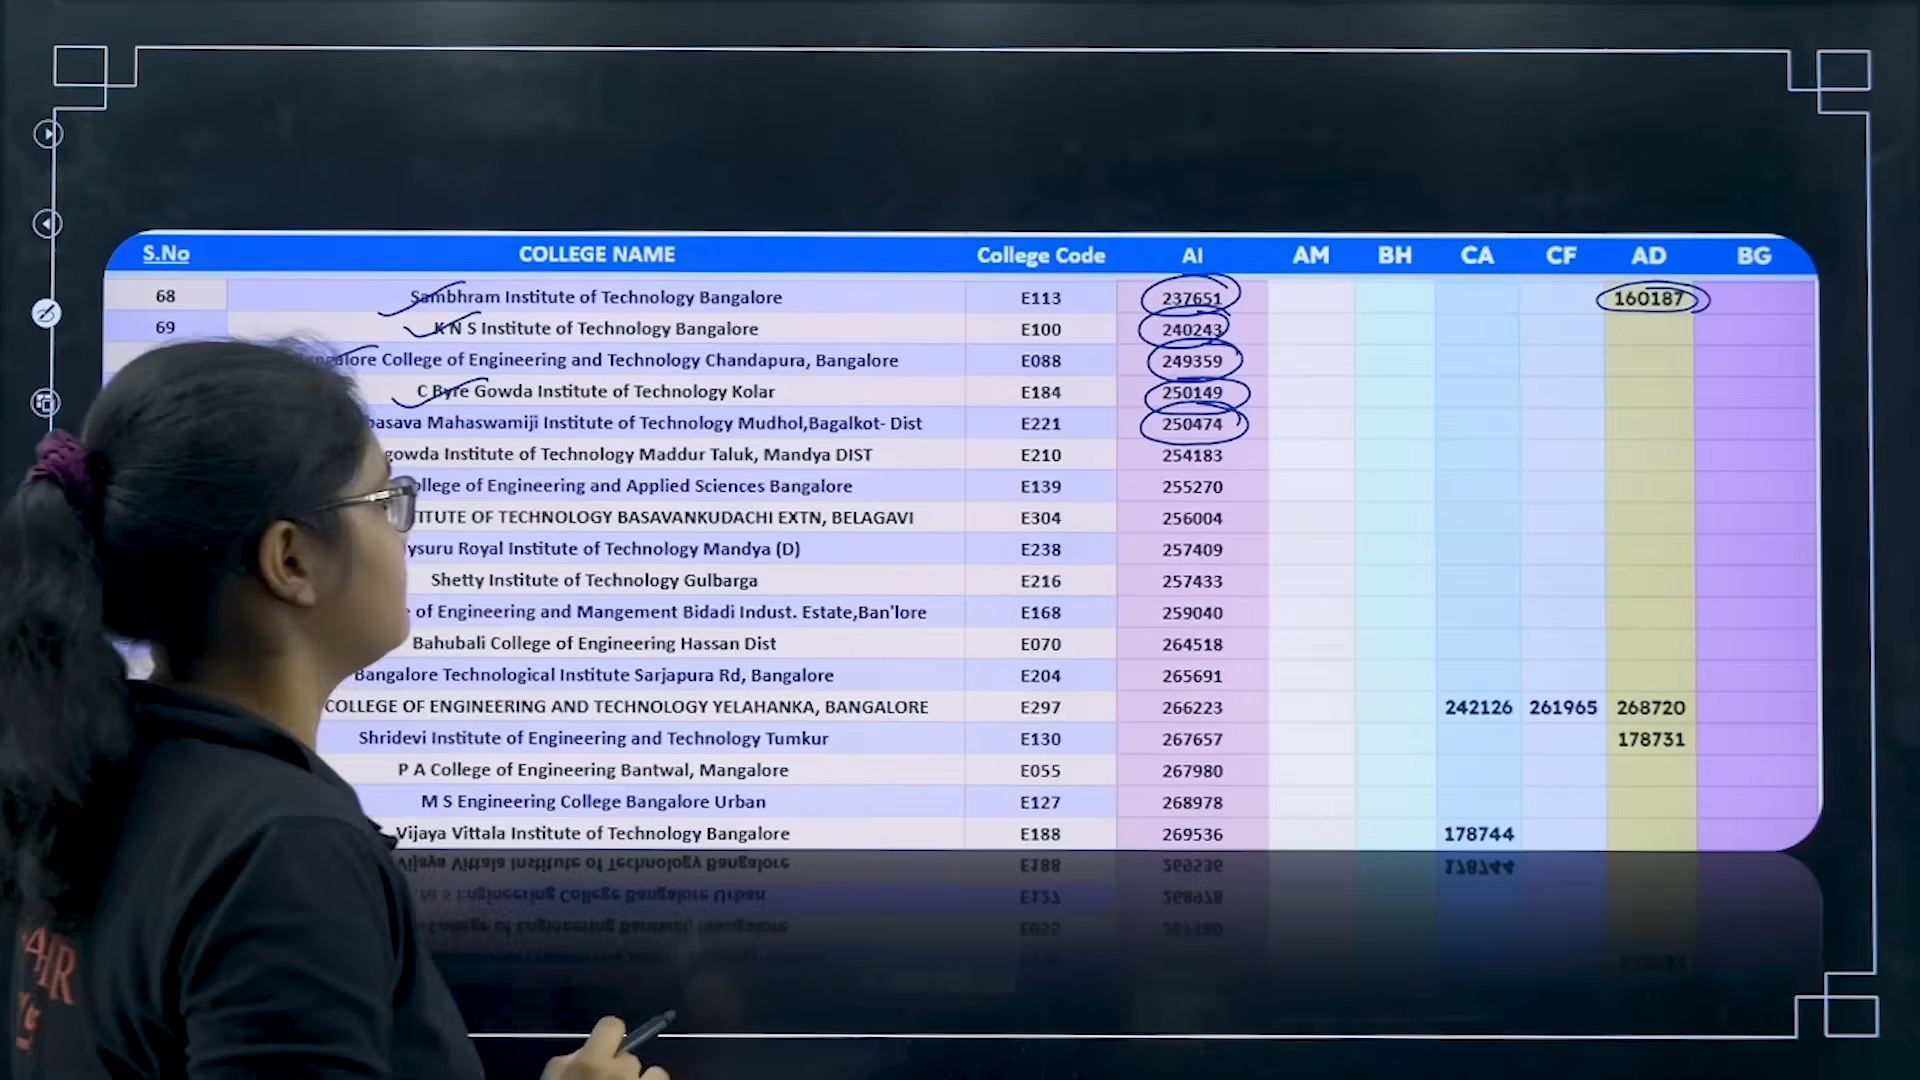 S.No COLLEGE NAME College Code AI AM BH CA CF AD BG
68 Sambhram Institute of Technology Bangalore E113 237651 160187
69 K N S Institute of Technology Bangalore E100 240243
College of Engineering and Technology Chandapura, Bangalore E088 249359
C Byre Gowda Institute of Technology Kolar E184 250149
Mahaswamiji Institute of Technology Mudhol,Bagalkot- Dist E221 250474
Institute of Technology Maddur Taluk, Mandya DIST E210 254183
of Engineering and Applied Sciences Bangalore E139 255270
OF TECHNOLOGY BASAVANKUDACHI EXTN, BELAGAVI E304 256004
Royal Institute of Technology Mandya (D) E238 257409
Shetty Institute of Technology Gulbarga E216 257433
of Engineering and Mangement Bidadi Indust. Estate,Ban'lore E168 259040
Bahubali College of Engineering Hassan Dist E070 264518
Bangalore Technological Institute Sarjapura Rd, Bangalore E204 265691
COLLEGE OF ENGINEERING AND TECHNOLOGY YELAHANKA, BANGALORE E297 266223 242126 261965 268720
Shridevi Institute of Engineering and Technology Tumkur E130 267657 178731
P A College of Engineering Bantwal, Mangalore E055 267980
M S Engineering College Bangalore Urban E127 268978
Vijaya Vittala Institute of Technology Bangalore E188 269536 178744